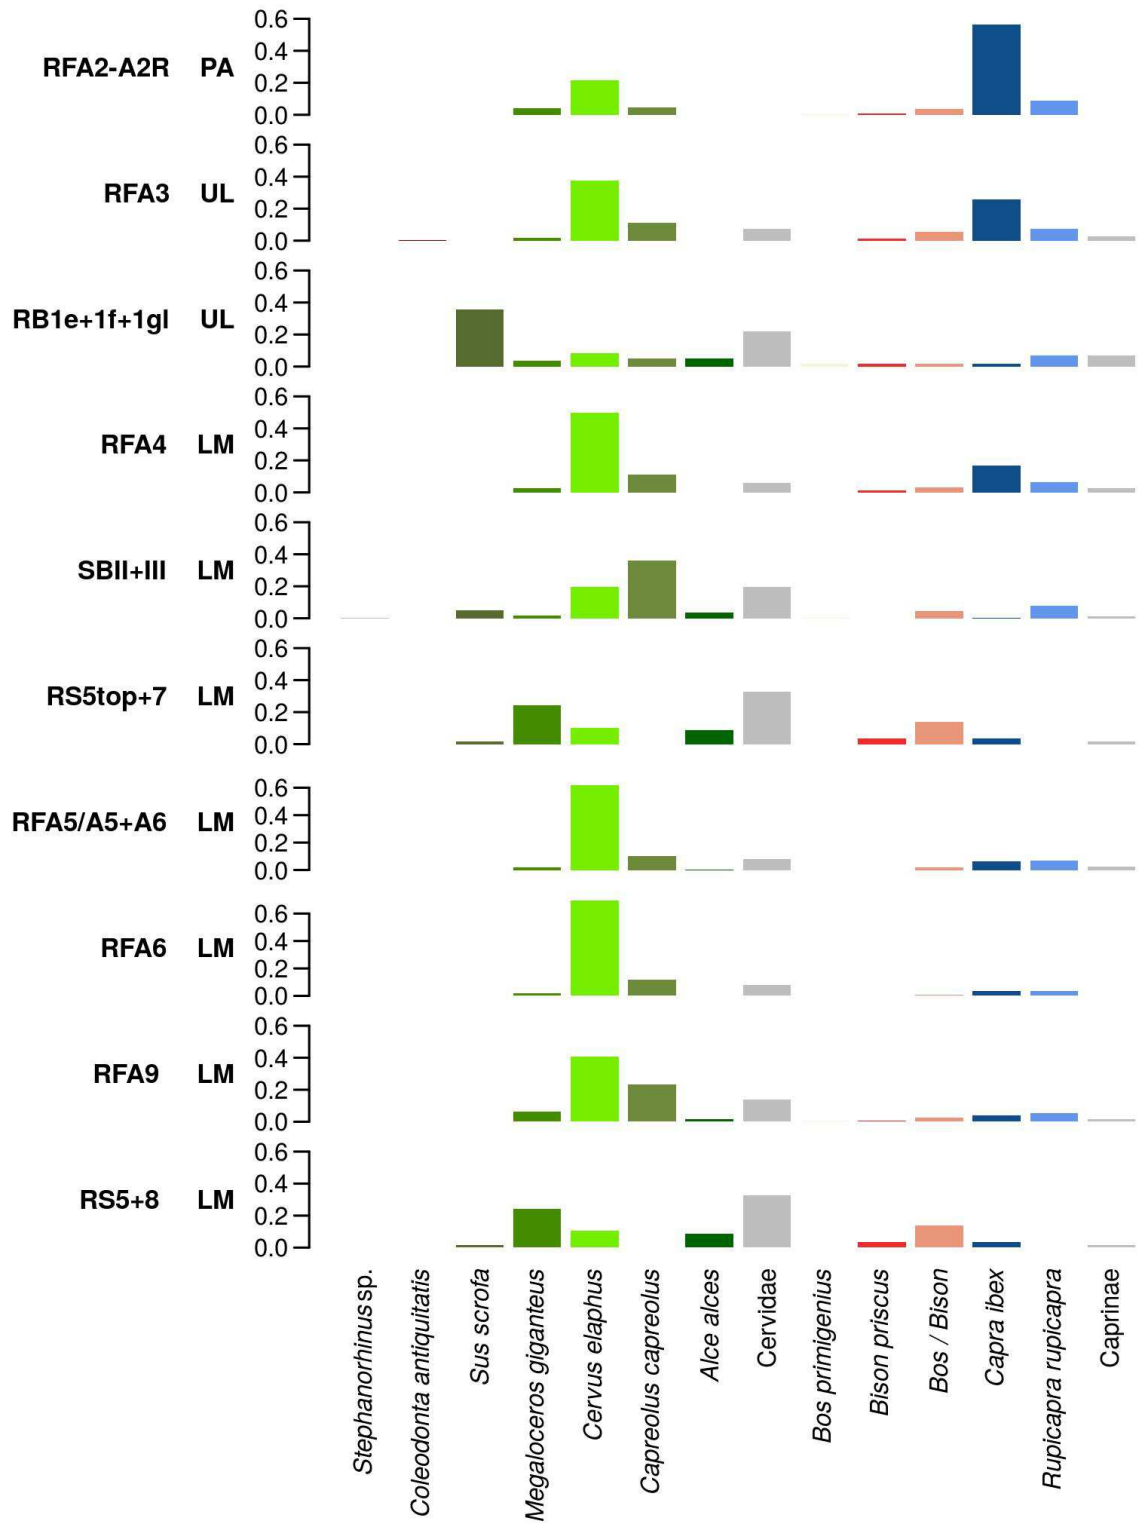 0.6
RFA2-A2R PA 0.4
0.2
0.0
0.6
RFA3 UL 0.4
0.2
0.0
0.6
RB1e+1f+1gI UL 0.4
0.2
0.0
0.6
RFA4 LM 0.4
0.2
0.0
0.6
SBII+III LM 0.4
0.2
0.0
0.6
RS5top+7 LM 0.4
0.2
0.0
0.6
RFA5/A5+A6 LM 0.4
0.2
0.0
0.6
RFA6 LM 0.4
0.2
0.0
0.6
RFA9 LM 0.4
0.2
0.0
0.6
RS5+8 LM 0.4
0.2
0.0
Stephanorhinus sp.
Coleodonta antiquitatis
Sus scrofa
Megaloceros giganteus
Cervus elaphus
Capreolus capreolus
Alce alces
Cervidae
Bos primigenius
Bison priscus
Bos / Bison
Capra ibex
Rupicapra rupicapra
Caprinae